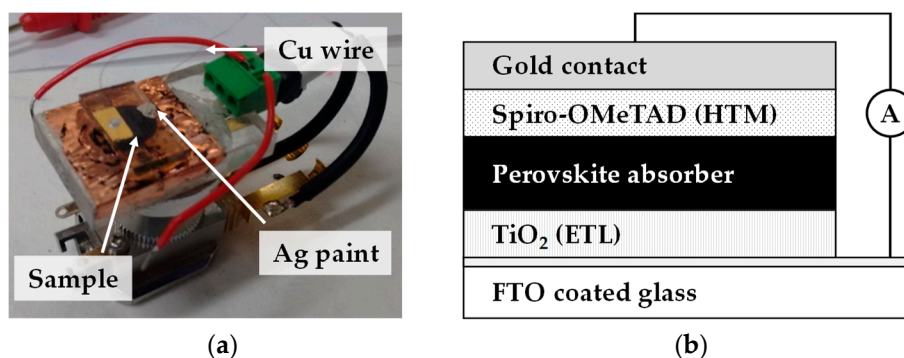 Cu wire
Sample
Ag paint
(a)
Gold contact
Spiro-OMeTAD (HTM)
Perovskite absorber
TiO₂ (ETL)
FTO coated glass
A
(b)